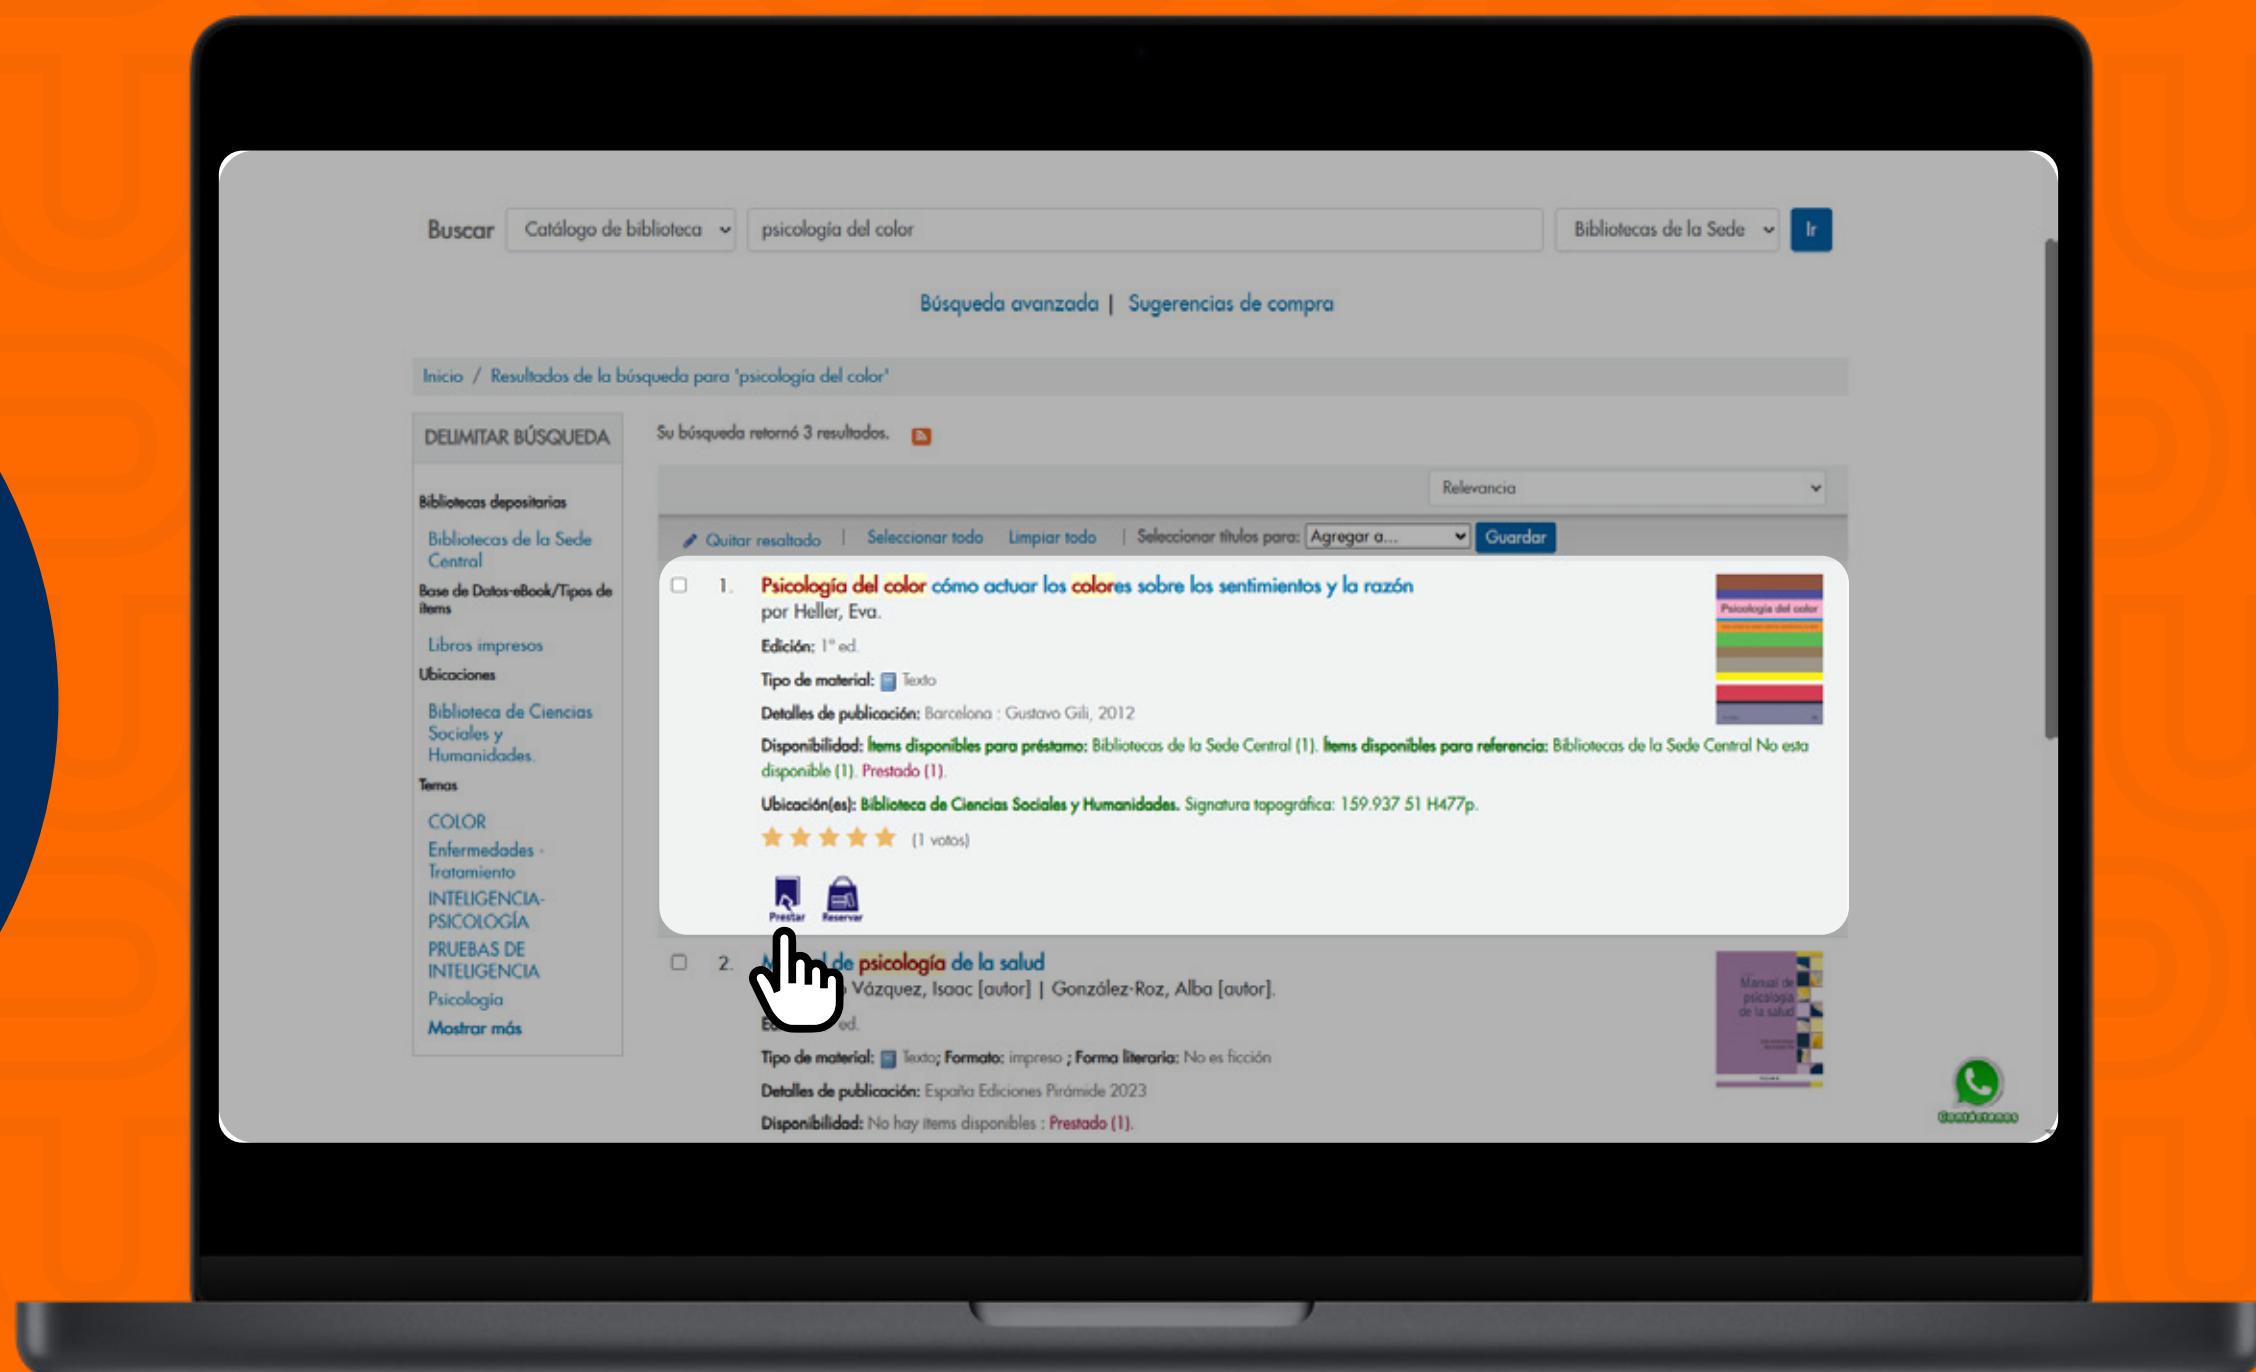 Buscar Catálogo de biblioteca psicología del color Bibliotecas de la Sede Ir
Búsqueda avanzada | Sugerencias de compra
Inicio / Resultados de la búsqueda para 'psicología del color'
DELIMITAR BÚSQUEDA
Bibliotecas depositarias
Bibliotecas de la Sede
Central
Base de Datos-eBook/Tipos de
ítems
Libros impresos
Ubicaciones
Biblioteca de Ciencias
Sociales y
Humanidades.
Temas
COLOR
Enfermedades -
Tratamiento
INTELIGENCIA-
PSICOLOGÍA
PRUEBAS DE
INTELIGENCIA
Psicología
Mostrar más
Su búsqueda retornó 3 resultados.
Relevancia
Quitar resaltado | Seleccionar todo Limpiar todo | Seleccionar títulos para: Agregar a... Guardar
1. Psicología del color cómo actuar los colores sobre los sentimientos y la razón
por Heller, Eva.
Edición: 1ª ed.
Tipo de material: Texto
Detalles de publicación: Barcelona : Gustavo Gili, 2012
Disponibilidad: Ítems disponibles para préstamo: Bibliotecas de la Sede Central (1). Ítems disponibles para referencia: Bibliotecas de la Sede Central No esta
disponible (1). Prestado (1).
Ubicación(es): Biblioteca de Ciencias Sociales y Humanidades. Signatura topográfica: 159.937 51 H477p.
(1 votos)
Prestar Reservar
Psicología del color
2. de psicología de la salud
Vázquez, Isaac [autor] | González-Roz, Alba [autor].
ed.
Tipo de material: Texto; Formato: impreso ; Forma literaria: No es ficción
Detalles de publicación: España Ediciones Pirámide 2023
Disponibilidad: No hay ítems disponibles : Prestado (1).
Manual de
psicología
de la salud
Contáctanos